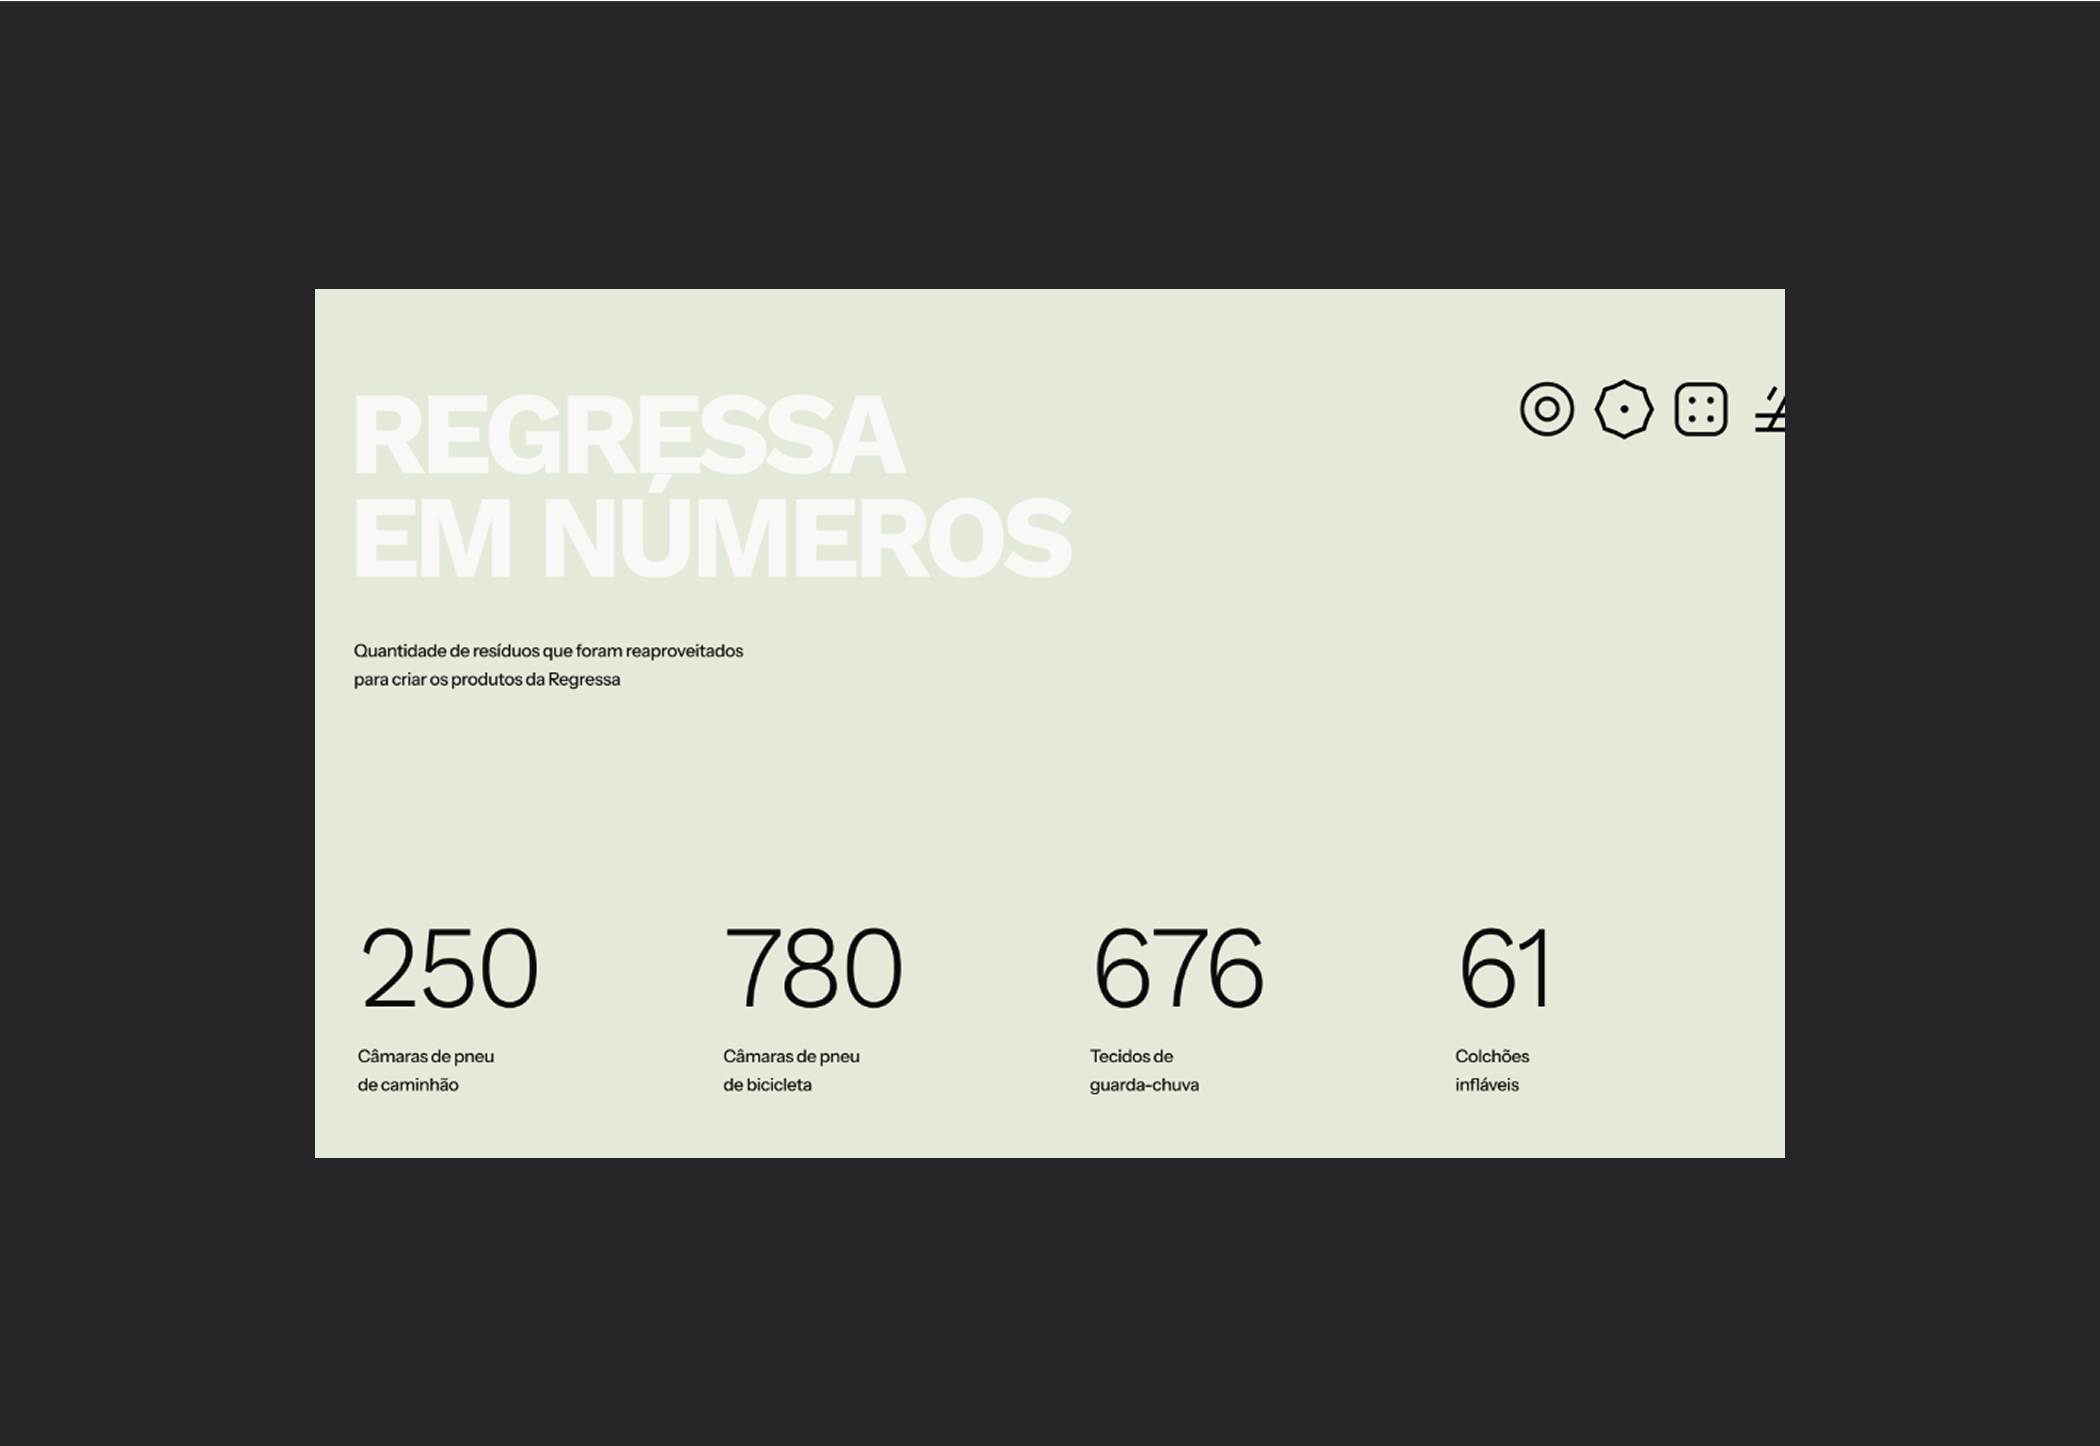 REGRESSA
EM NÚMEROS
Quantidade de resíduos que foram reaproveitados
para criar os produtos da Regressa
250
Câmaras de pneu
de caminhão
780
Câmaras de pneu
de bicicleta
676
Tecidos de
guarda-chuva
61
Colchões
infláveis